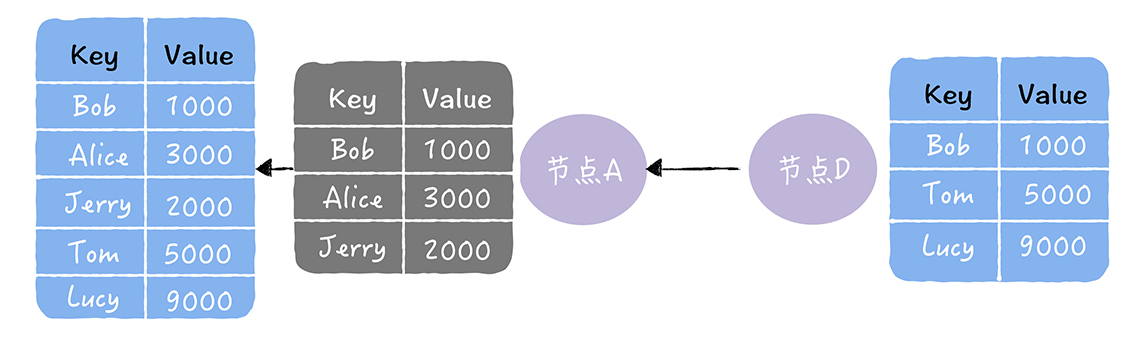 Key Value
Bob 1000
Alice 3000
Jerry 2000
Tom 5000
Lucy 9000
Key Value
Bob 1000
Alice 3000
Jerry 2000
节点A
节点D
Key Value
Bob 1000
Tom 5000
Lucy 9000